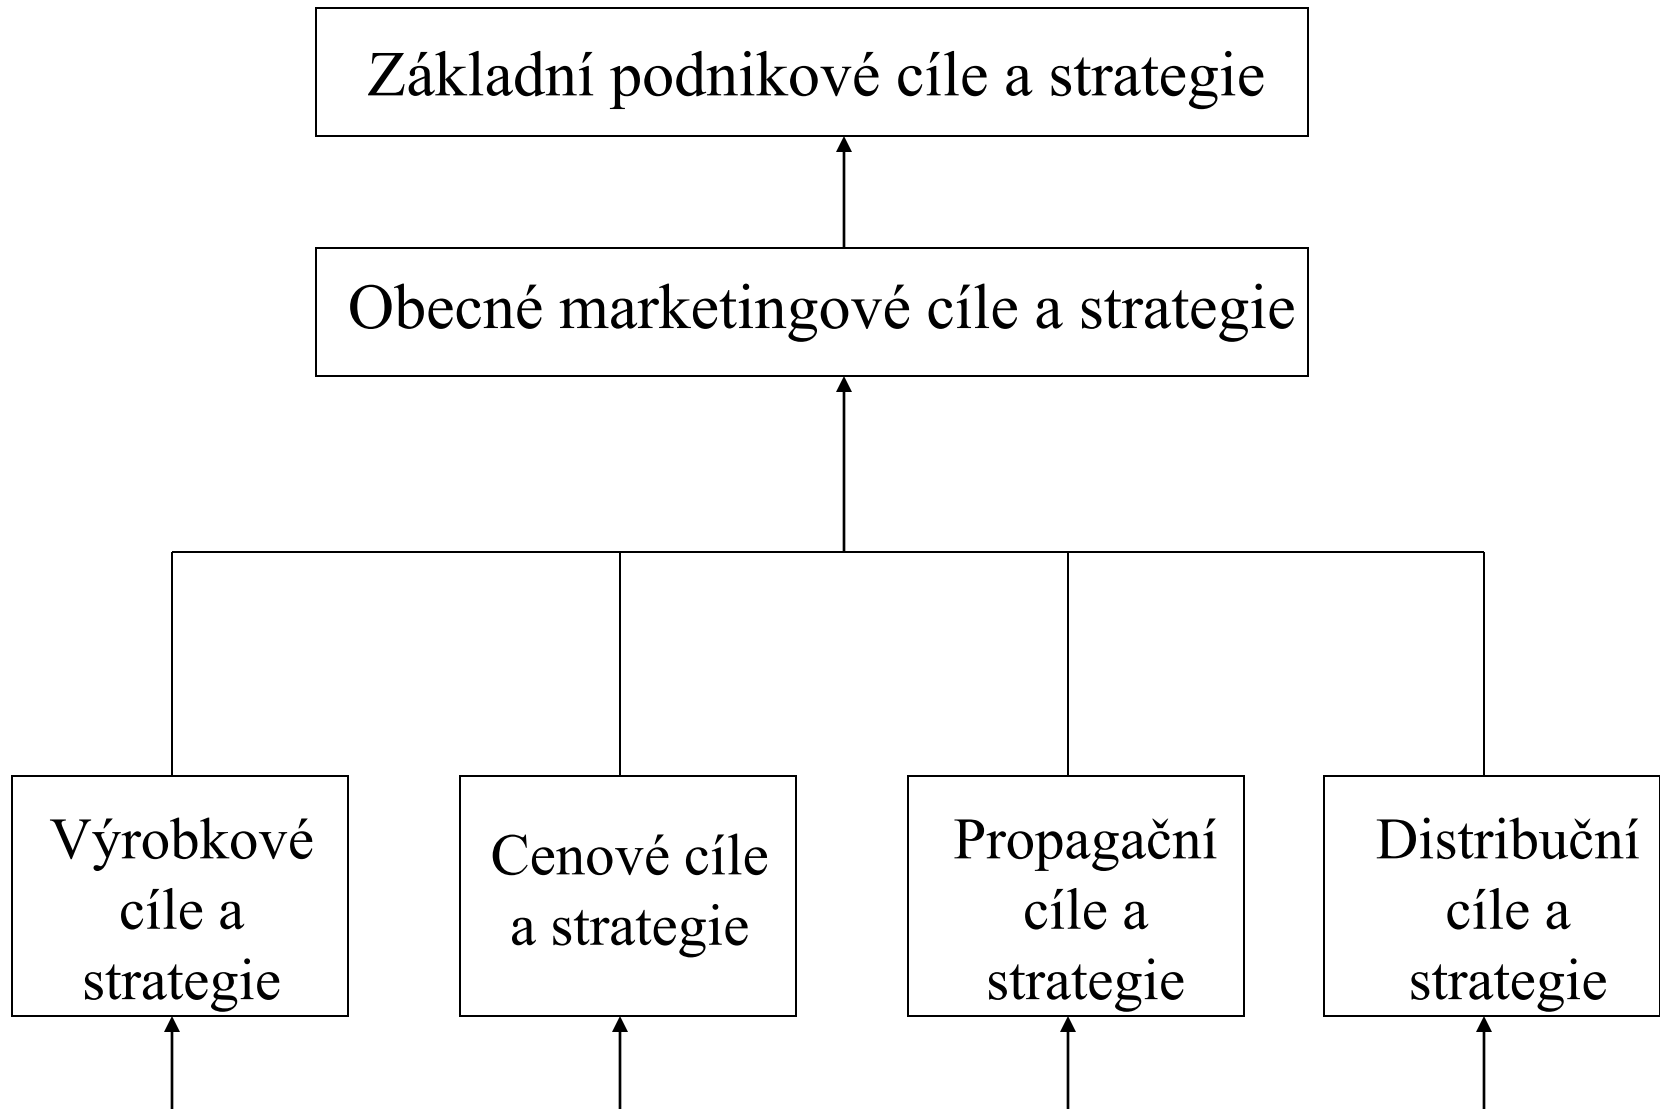 Základní podnikové cíle a strategie
Obecné marketingové cíle a strategie
Výrobkové
cíle a
strategie
Cenové cíle
a strategie
Propagační
cíle a
strategie
Distribuční
cíle a
strategie